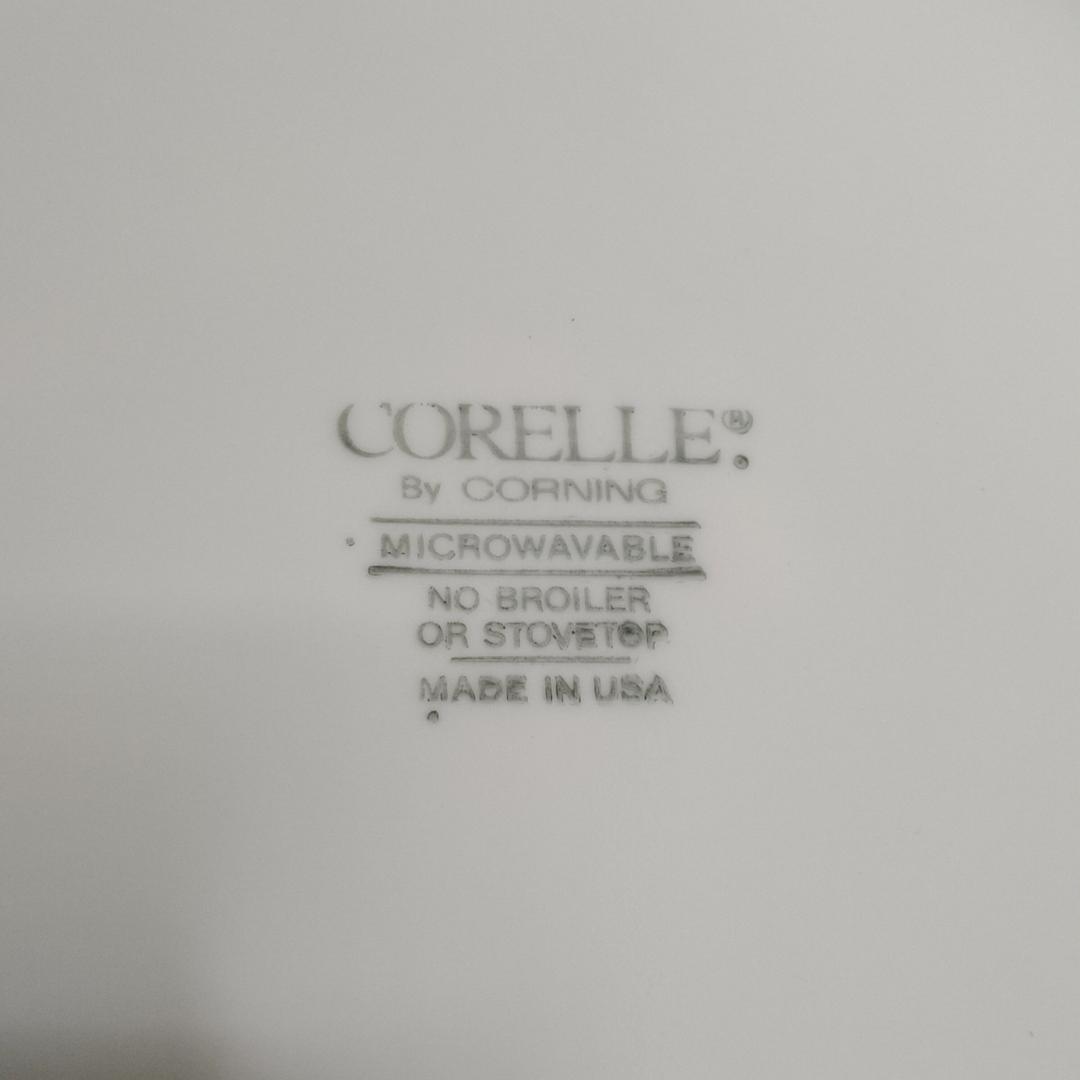 CORELLE®
By CORNING
MICROWAVABLE
NO BROILER
OR STOVETOP
MADE IN USA